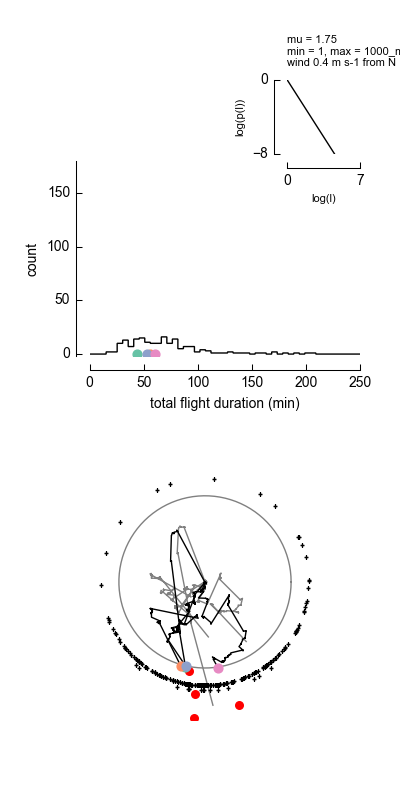 mu = 1.75
min = 1, max = 1000_m
wind 0.4 m s-1 from N
0
log(p(l))
−8
0
7
log(l)
150
100
count
50
0
0
50
100
150
200
250
total flight duration (min)